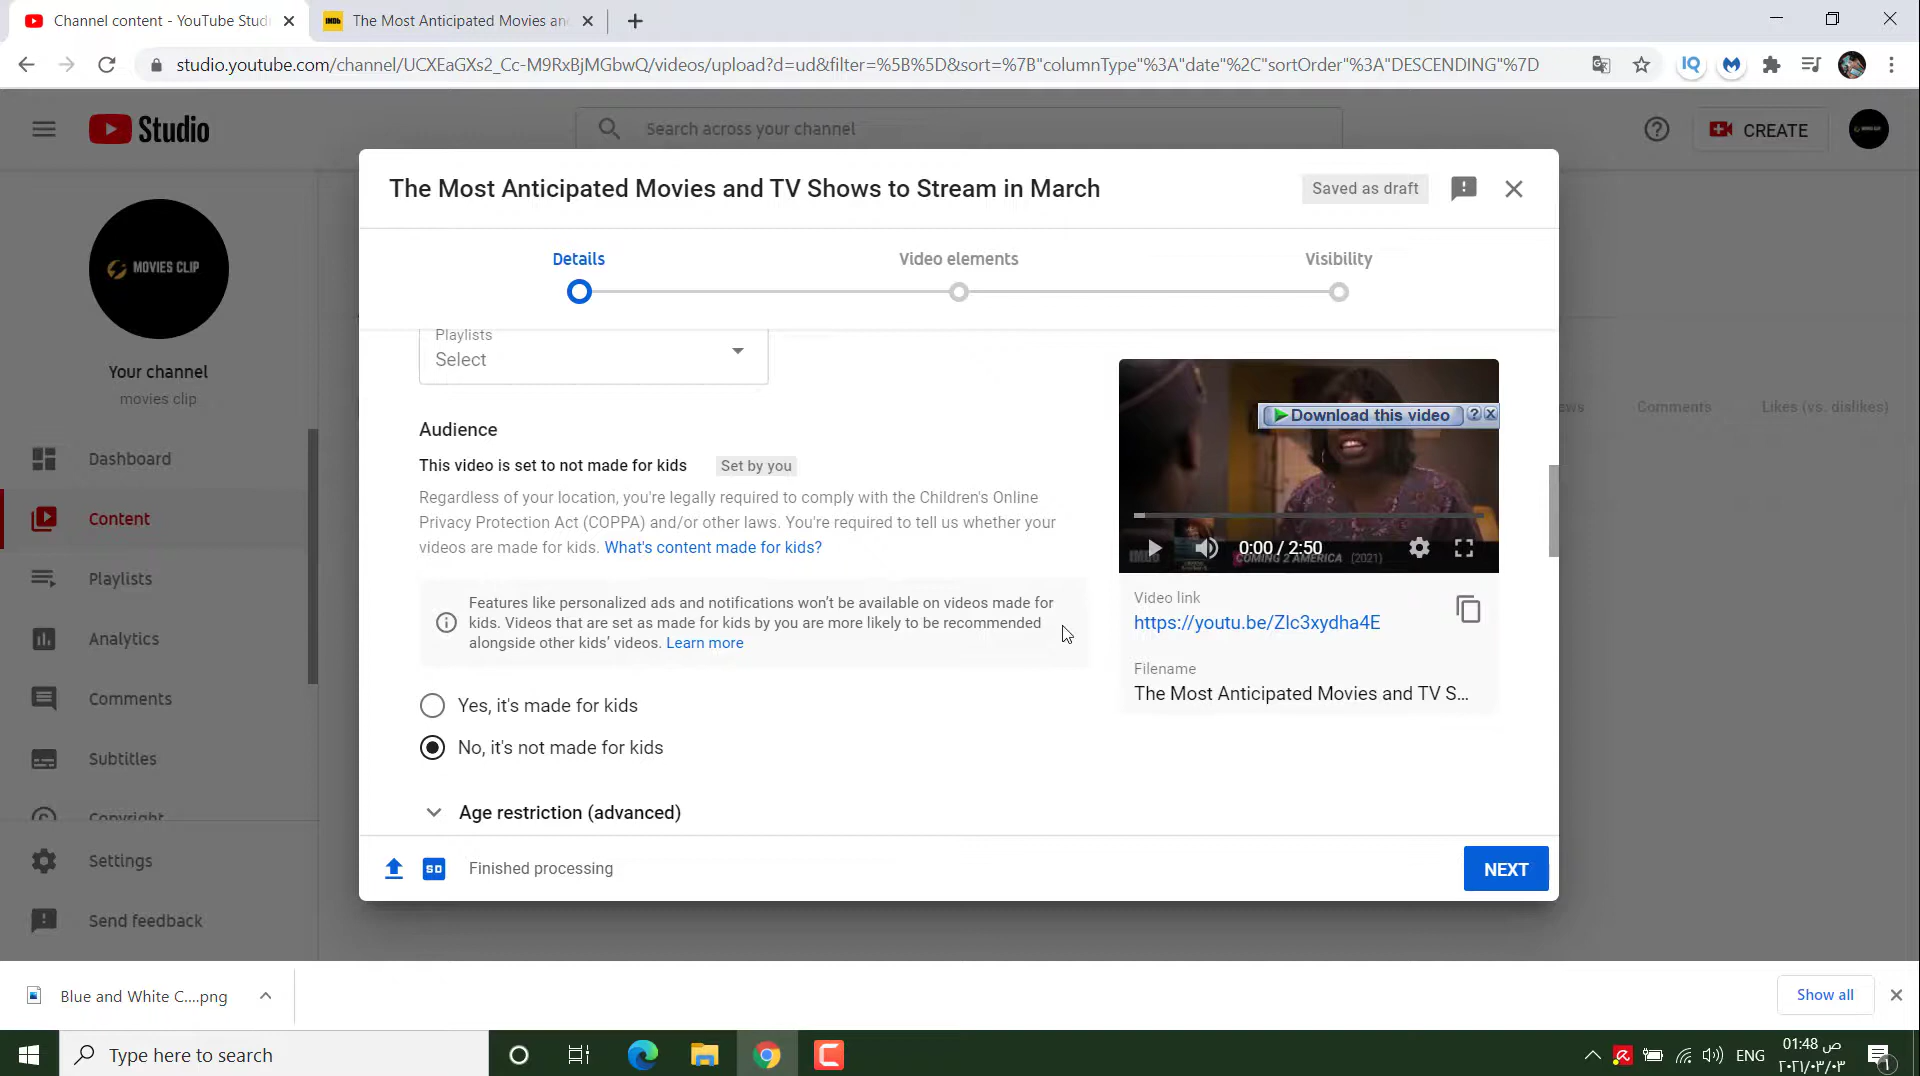 Channel content - YouTube Studi
The Most Anticipated Movies an
studio.youtube.com/channel/UCXEaGXs2_Cc-M9RxBjMGbwQ/videos/upload?d=ud&filter=%5B%5D&sort=%7B"columnType"%3A"date"%2C"sortOrder"%3A"DESCENDING"%7D
Studio
Search across your channel
CREATE
The Most Anticipated Movies and TV Shows to Stream in March
Saved as draft
Details
Video elements
Visibility
MOVIES CLIP
Your channel
movies clip
Dashboard
Content
Playlists
Analytics
Comments
Subtitles
Copyright
Settings
Send feedback
Playlists
Select
Audience
This video is set to not made for kids
Set by you
Regardless of your location, you're legally required to comply with the Children's Online
Privacy Protection Act (COPPA) and/or other laws. You're required to tell us whether your
videos are made for kids. What's content made for kids?
Features like personalized ads and notifications won't be available on videos made for
kids. Videos that are set as made for kids by you are more likely to be recommended
alongside other kids' videos. Learn more
Yes, it's made for kids
No, it's not made for kids
Age restriction (advanced)
Download this video
0:00 / 2:50
IMDb
COMING 2 AMERICA (2021)
Video link
https://youtu.be/Zlc3xydha4E
Filename
The Most Anticipated Movies and TV S...
ews
Comments
Likes (vs. dislikes)
SD
Finished processing
NEXT
Blue and White C....png
Show all
Type here to search
ENG
01:48 ص
٢٠٢١/٠٣/٠٣